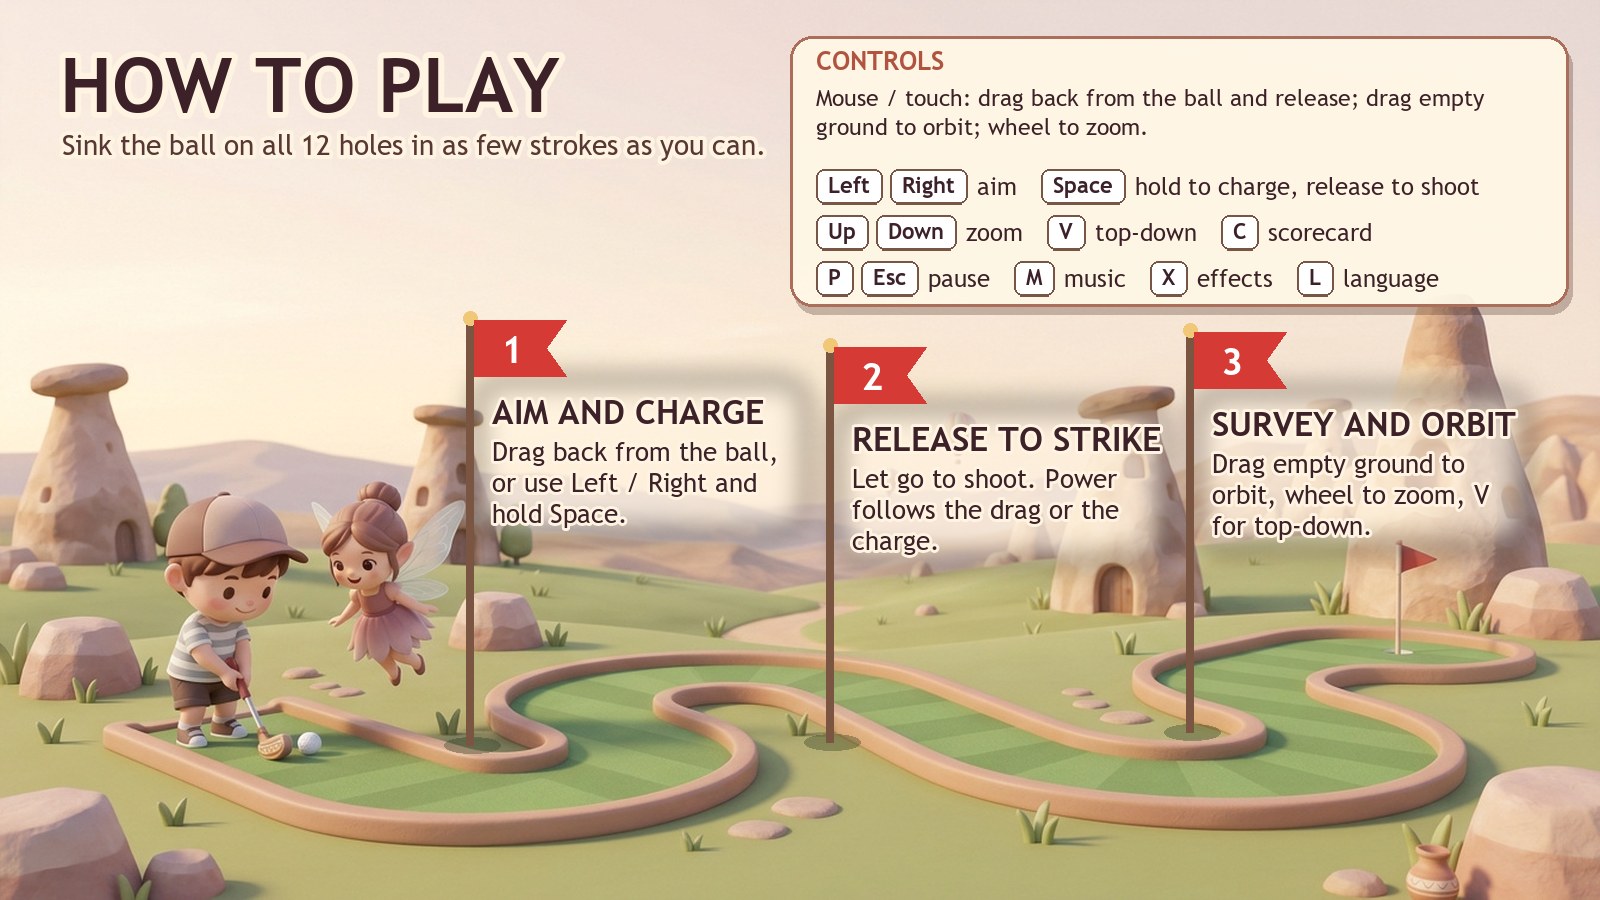 HOW TO PLAY
Sink the ball on all 12 holes in as few strokes as you can.
CONTROLS
Mouse / touch: drag back from the ball and release; drag empty
ground to orbit; wheel to zoom.
Left Right aim Space hold to charge, release to shoot
Up Down zoom V top-down C scorecard
P Esc pause M music X effects L language
1
AIM AND CHARGE
Drag back from the ball,
or use Left / Right and
hold Space.
2
RELEASE TO STRIKE
Let go to shoot. Power
follows the drag or the
charge.
3
SURVEY AND ORBIT
Drag empty ground to
orbit, wheel to zoom, V
for top-down.